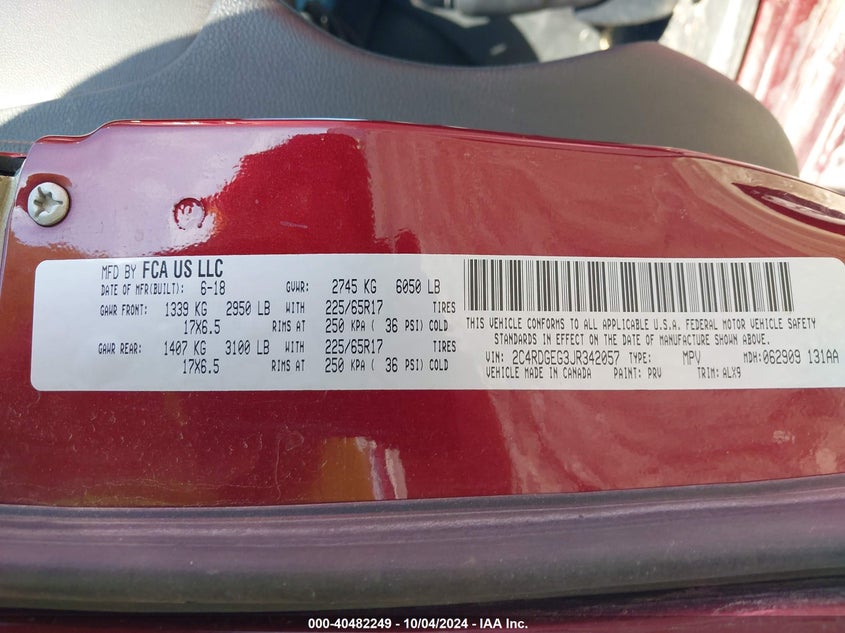 MFD BY FCA US LLC
DATE OF MFR(BUILT): 6-18 GVWR: 2745 KG 6050 LB
GAWR FRONT: 1339 KG 2950 LB WITH 225/65R17 TIRES
17X6.5 RIMS AT 250 KPA ( 36 PSI) COLD
GAWR REAR: 1407 KG 3100 LB WITH 225/65R17 TIRES
17X6.5 RIMS AT 250 KPA ( 36 PSI) COLD
THIS VEHICLE CONFORMS TO ALL APPLICABLE U.S.A. FEDERAL MOTOR VEHICLE SAFETY
STANDARDS IN EFFECT ON THE DATE OF MANUFACTURE SHOWN ABOVE.
VIN: 2C4RDGEG3JR342057 TYPE: MPV MDH: 062909 131AA
VEHICLE MADE IN CANADA PAINT: PRV TRIM: ALX9
000-40482249 - 10/04/2024 - IAA Inc.